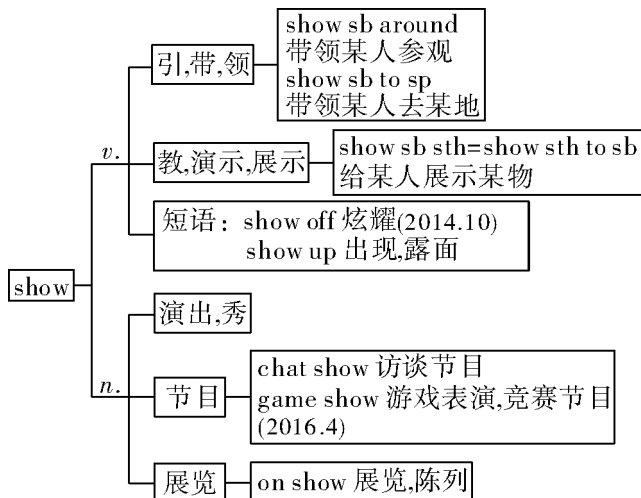 show sb around
带领某人参观
show sb to sp
带领某人去某地
引,带,领
v.
教,演示,展示
show sb sth=show sth to sb
给某人展示某物
短语：show off 炫耀(2014.10)
show up 出现,露面
show
演出,秀
n.
节目
chat show 访谈节目
game show 游戏表演,竞赛节目
(2016.4)
展览
on show 展览,陈列